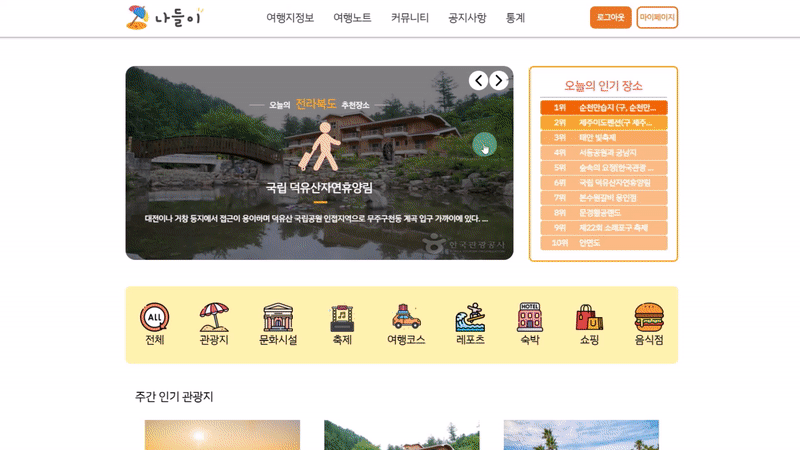 나들이
여행지정보 여행노트 커뮤니티 공지사항 통계
로그아웃 마이페이지
오늘의 전라북도 추천장소
국립 덕유산자연휴양림
대전이나 거창 등지에서 접근이 용이하며 덕유산 국립공원 인접지역으로 무주구천동 계곡 입구 가까이에 있다. ...
한국관광공사
오늘의 인기 장소
1위 순천만습지 (구, 순천만...
2위 제주미도펜션(구 제주...
3위 태안 빛축제
4위 서동공원과 궁남지
5위 숲속의 요정[한국관광 ...
6위 국립 덕유산자연휴양림
7위 본수원갈비 용인점
8위 문경활공랜드
9위 제22회 소래포구 축제
10위 안면도
ALL
HOTEL
전체 관광지 문화시설 축제 여행코스 레포츠 숙박 쇼핑 음식점
주간 인기 관광지